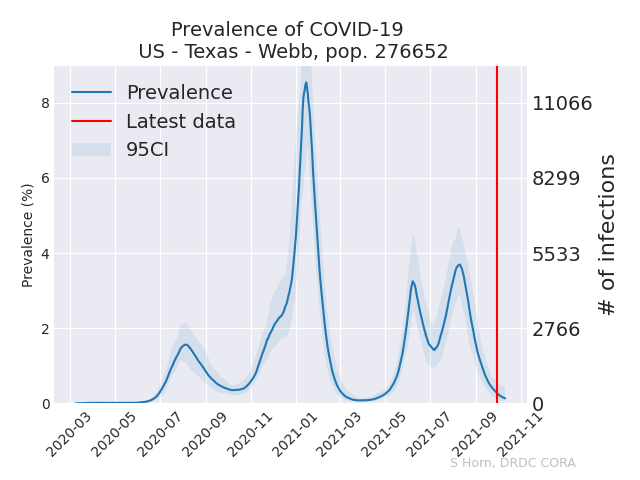 Prevalence of COVID-19
US - Texas - Webb, pop. 276652
Prevalence
Latest data
95CI
Prevalence (%)
8
6
4
2
0
11066
8299
5533
2766
0
# of infections
2020-03
2020-05
2020-07
2020-09
2020-11
2021-01
2021-03
2021-05
2021-07
2021-09
2021-11
S Horn, DRDC CORA